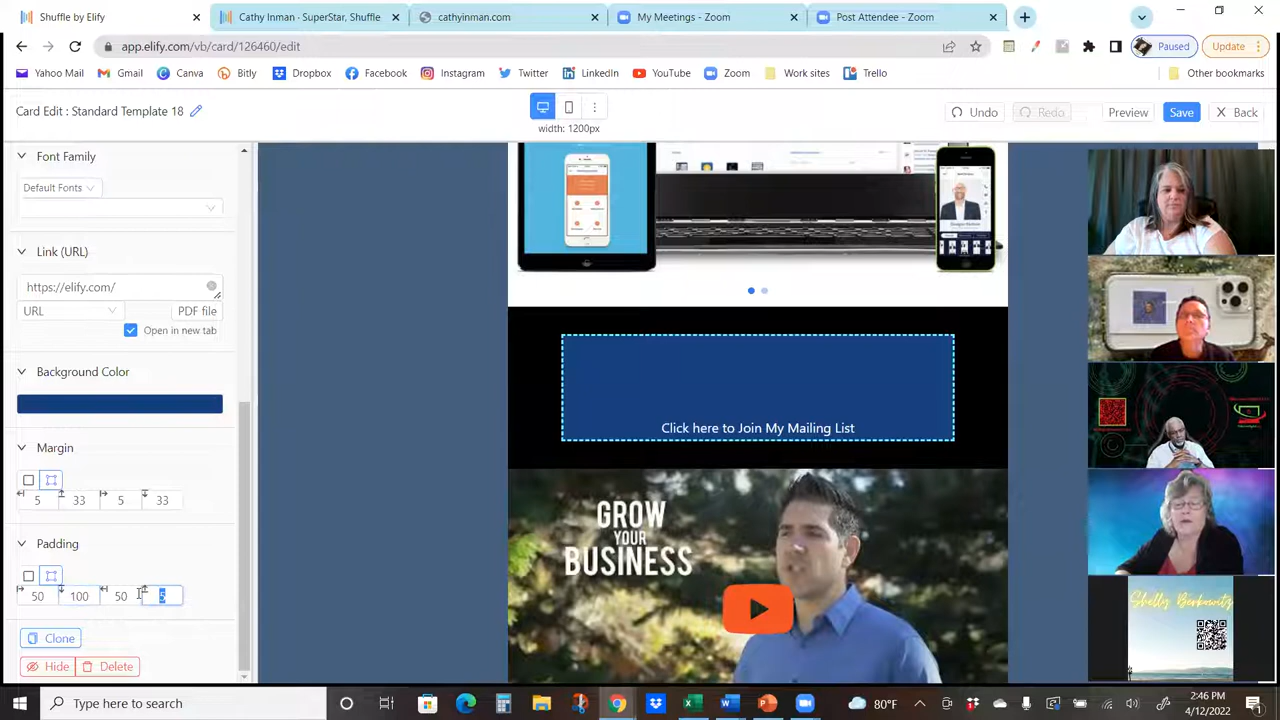 Shuffle by Elify
Cathy Inman - SuperStar, Shuffle
cathyinman.com
My Meetings - Zoom
Post Attendee - Zoom
app.elify.com/vb/card/126460/edit
Paused
Update
Yahoo Mail
Gmail
Canva
Bitly
Dropbox
Facebook
Instagram
Twitter
LinkedIn
YouTube
Zoom
Work sites
Trello
Other bookmarks
Card Edit : Standard Template 18
width: 1200px
Undo
Redo
Preview
Save
Back
Font Family
Default Fonts
Link (URL)
https://elify.com/
URL
PDF file
Open in new tab
Background Color
Margin
5 33 5 33
Padding
50 100 50
Clone
Hide
Delete
Click here to Join My Mailing List
GROW
YOUR
BUSINESS
Shelly Berkowitz
Type here to search
80°F
2:46 PM
4/12/2022